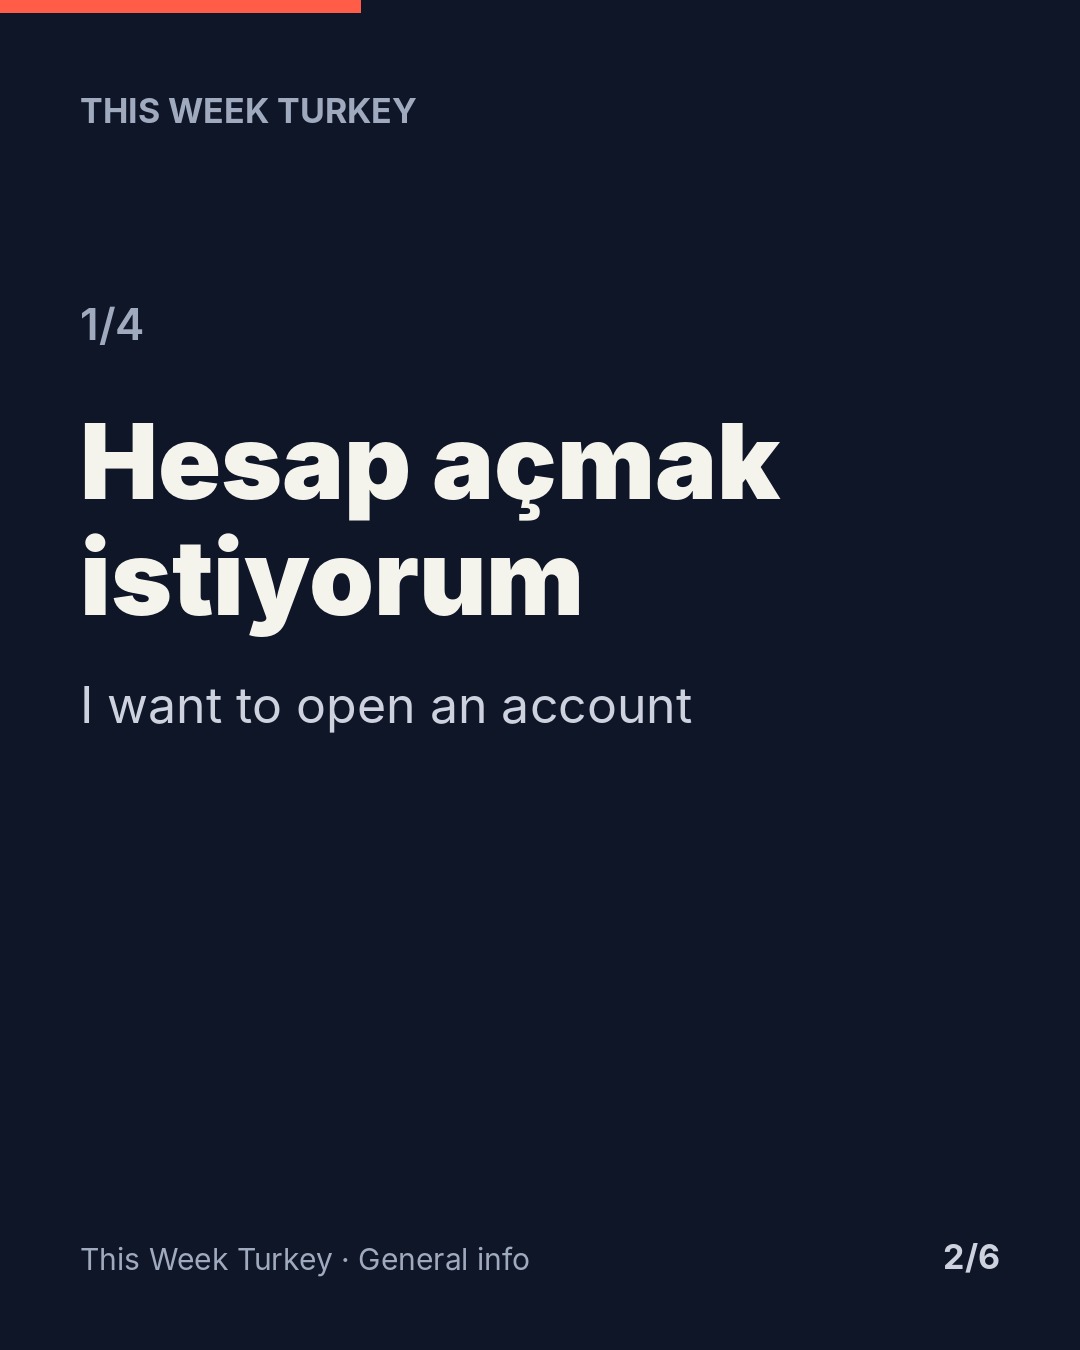 THIS WEEK TURKEY
1/4
Hesap açmak
istiyorum
I want to open an account
This Week Turkey · General info
2/6